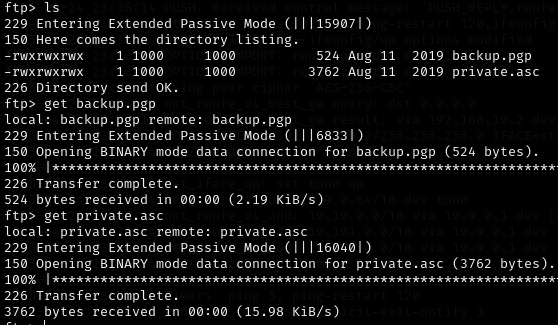 ftp> ls
229 Entering Extended Passive Mode (|||15907|)
150 Here comes the directory listing.
-rwxrwxrwx    1 1000     1000          524 Aug 11  2019 backup.pgp
-rwxrwxrwx    1 1000     1000         3762 Aug 11  2019 private.asc
226 Directory send OK.
ftp> get backup.pgp
local: backup.pgp remote: backup.pgp
229 Entering Extended Passive Mode (|||6833|)
150 Opening BINARY mode data connection for backup.pgp (524 bytes).
100% |***********************************************************
226 Transfer complete.
524 bytes received in 00:00 (2.19 KiB/s)
ftp> get private.asc
local: private.asc remote: private.asc
229 Entering Extended Passive Mode (|||16040|)
150 Opening BINARY mode data connection for private.asc (3762 bytes).
100% |***********************************************************
226 Transfer complete.
3762 bytes received in 00:00 (15.98 KiB/s)